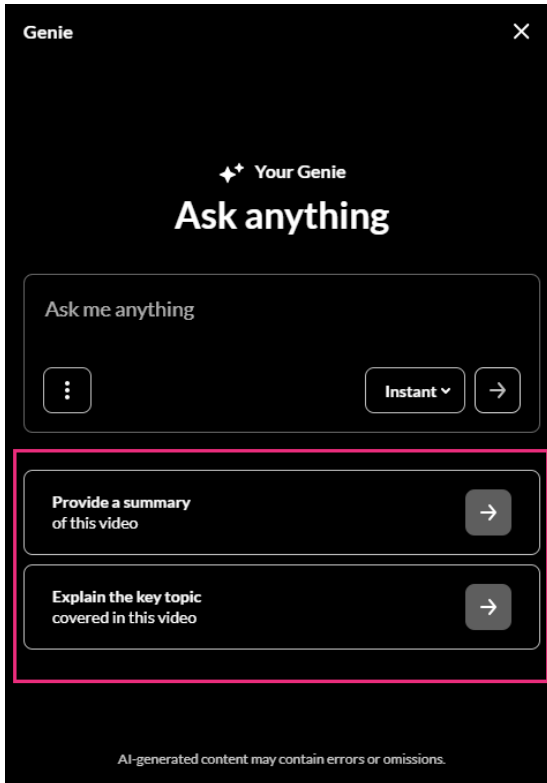 Genie
Your Genie
Ask anything
Ask me anything
Instant
Provide a summary
of this video
Explain the key topic
covered in this video
AI-generated content may contain errors or omissions.